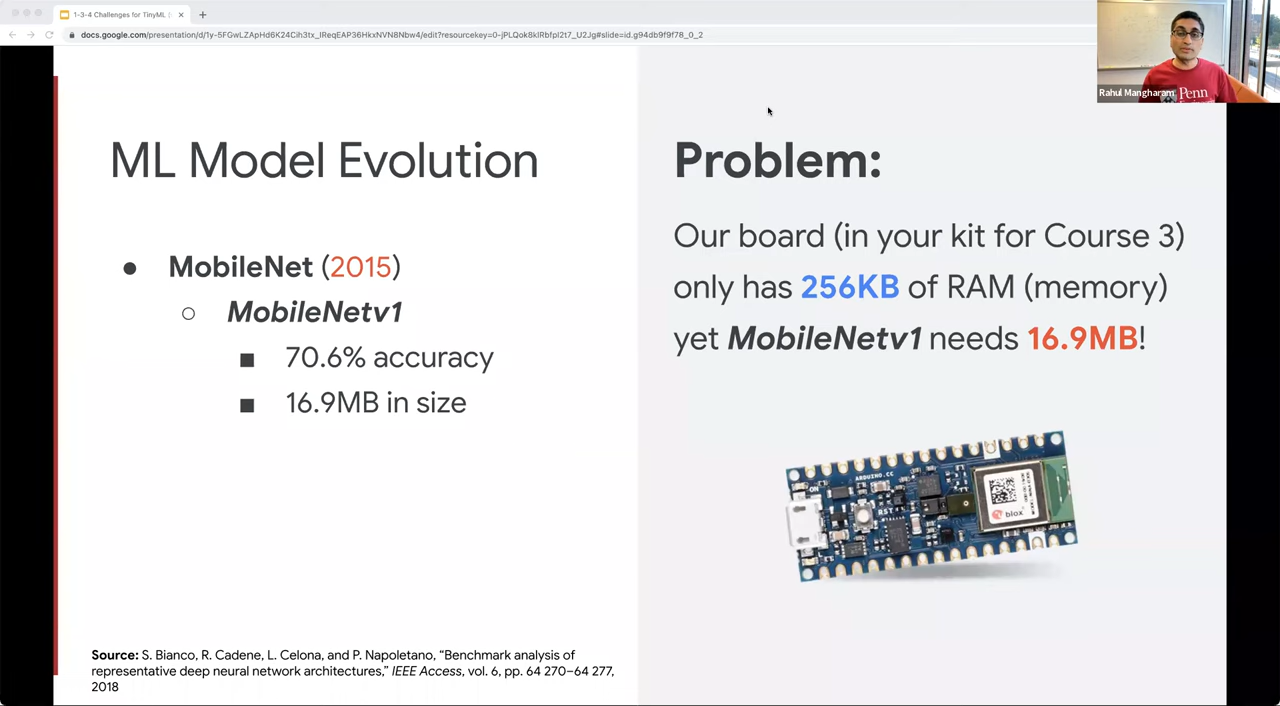 1-3-4 Challenges for TinyML
docs.google.com/presentation/d/1y-5FGwLZApHd6K24Cih3tx_IReqEAP36HkxNVN8Nbw4/edit?resourcekey=0-jPLQok8klRbfpI2t7_U2Jg#slide=id.g94db9f9f78_0_2
Rahul Mangharam
Penn
ML Model Evolution
● MobileNet (2015)
○ MobileNetv1
■ 70.6% accuracy
■ 16.9MB in size
Source: S. Bianco, R. Cadene, L. Celona, and P. Napoletano, “Benchmark analysis of
representative deep neural network architectures,” IEEE Access, vol. 6, pp. 64 270–64 277,
2018
Problem:
Our board (in your kit for Course 3)
only has 256KB of RAM (memory)
yet MobileNetv1 needs 16.9MB!
ARDUINO.CC
ON
RST
blox